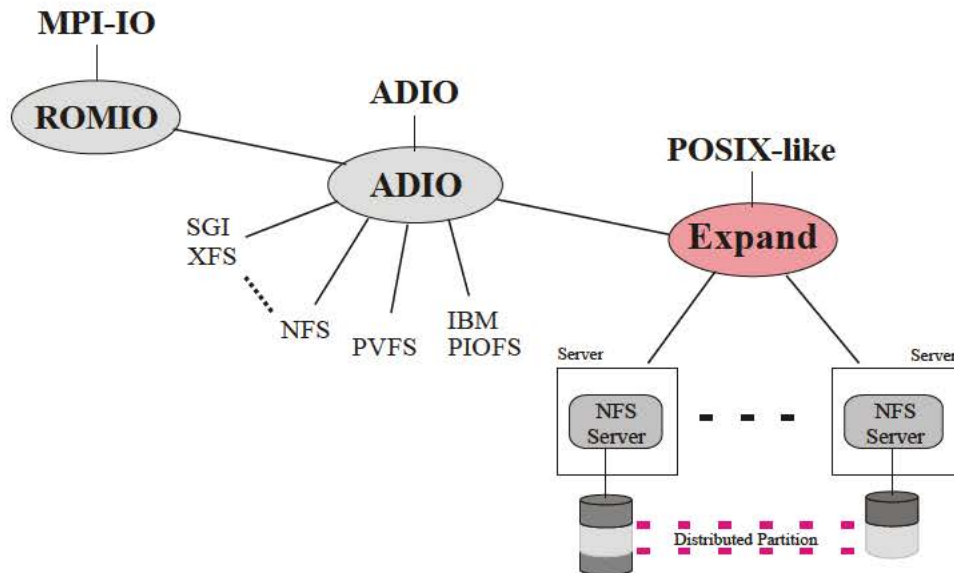 MPI-IO
ROMIO
ADIO
ADIO
POSIX-like
Expand
SGI
XFS
NFS
PVFS
IBM
PIOFS
Server
NFS
Server
Server
NFS
Server
Distributed Partition